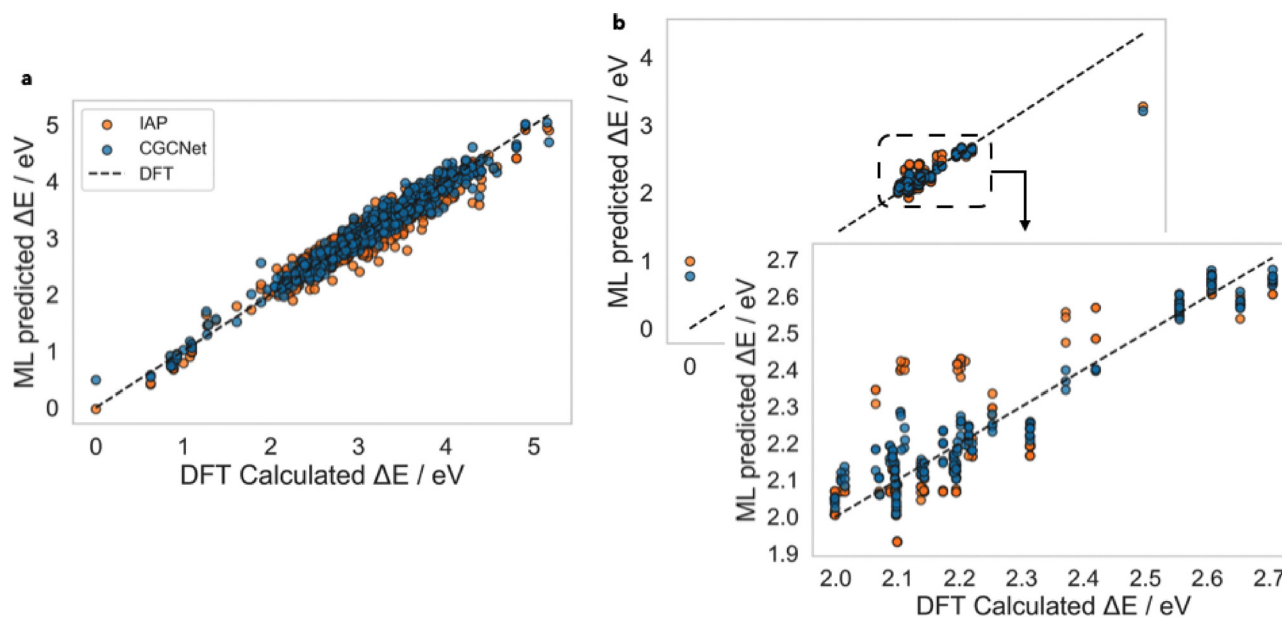 a
ML predicted ΔE / eV
5
4
3
2
1
0
IAP
CGCNet
DFT
0 1 2 3 4 5
DFT Calculated ΔE / eV
b
ML predicted ΔE / eV
4
3
2
1
0
0
ML predicted ΔE / eV
2.7
2.6
2.5
2.4
2.3
2.2
2.1
2.0
1.9
2.0 2.1 2.2 2.3 2.4 2.5 2.6 2.7
DFT Calculated ΔE / eV